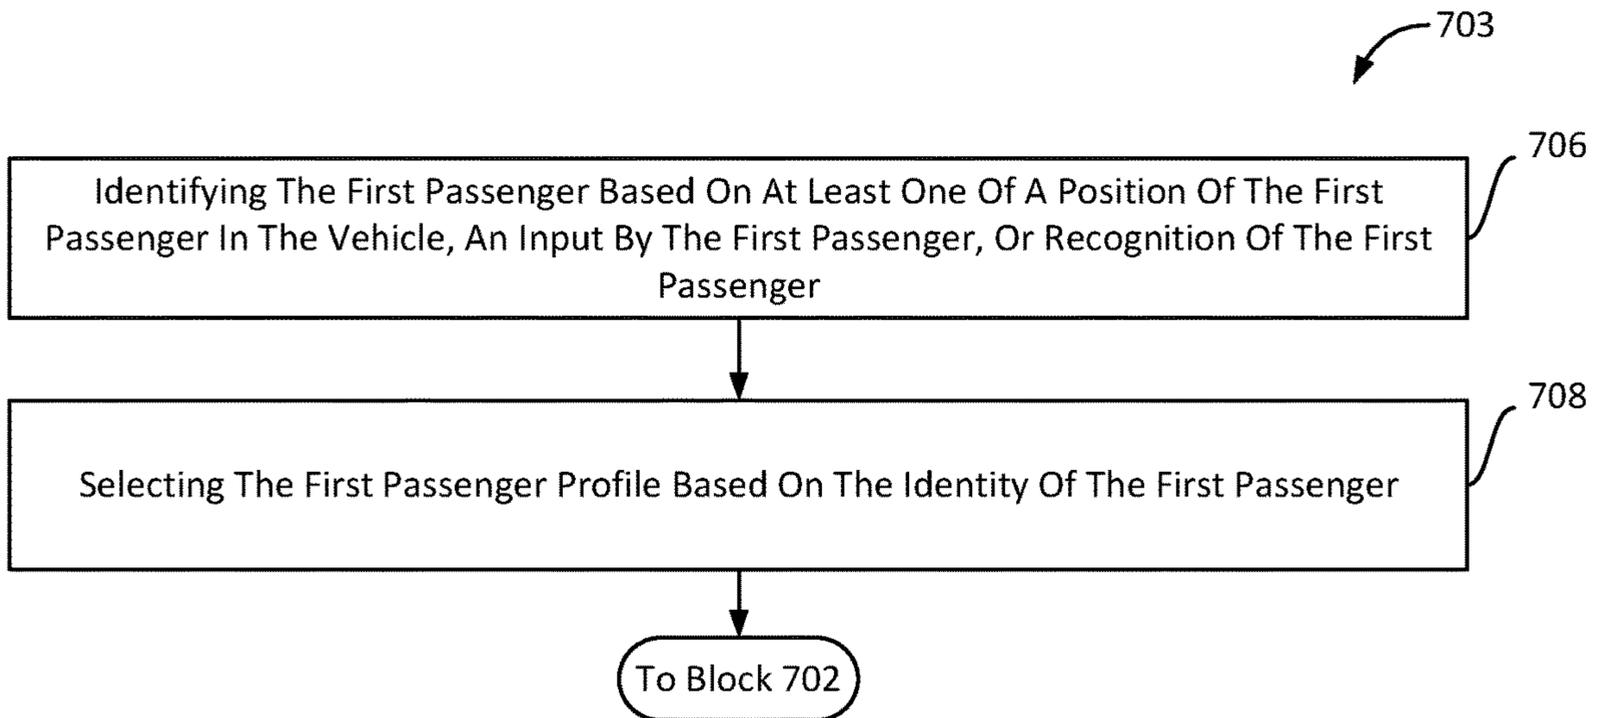 703
706
Identifying The First Passenger Based On At Least One Of A Position Of The First
Passenger In The Vehicle, An Input By The First Passenger, Or Recognition Of The First
Passenger
708
Selecting The First Passenger Profile Based On The Identity Of The First Passenger
To Block 702